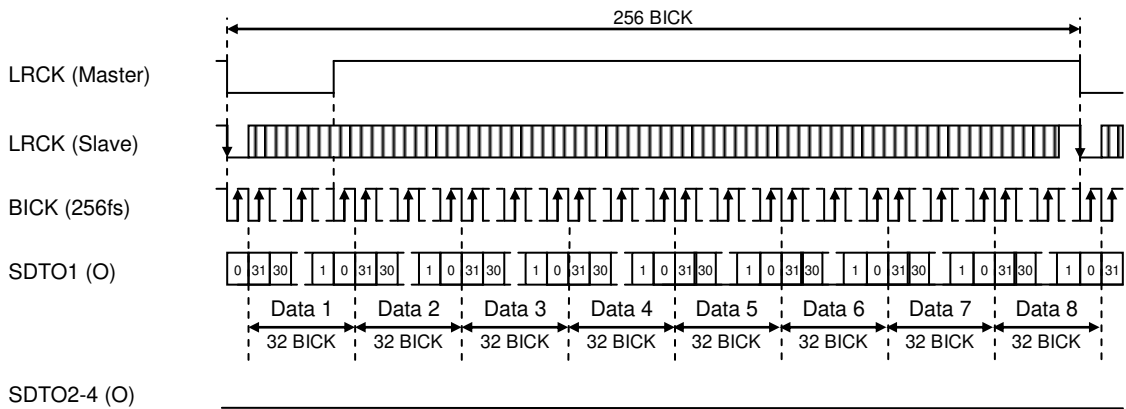 256 BICK
LRCK (Master)
LRCK (Slave)
BICK (256fs)
SDTO1 (O)
0 31 30 1 0 31 30 1 0 31 30 1 0 31 30 1 0 31 30 1 0 31 30 1 0 31 30 1 0 31 30 1 0 31
Data 1 Data 2 Data 3 Data 4 Data 5 Data 6 Data 7 Data 8
32 BICK 32 BICK 32 BICK 32 BICK 32 BICK 32 BICK 32 BICK 32 BICK
SDTO2-4 (O)